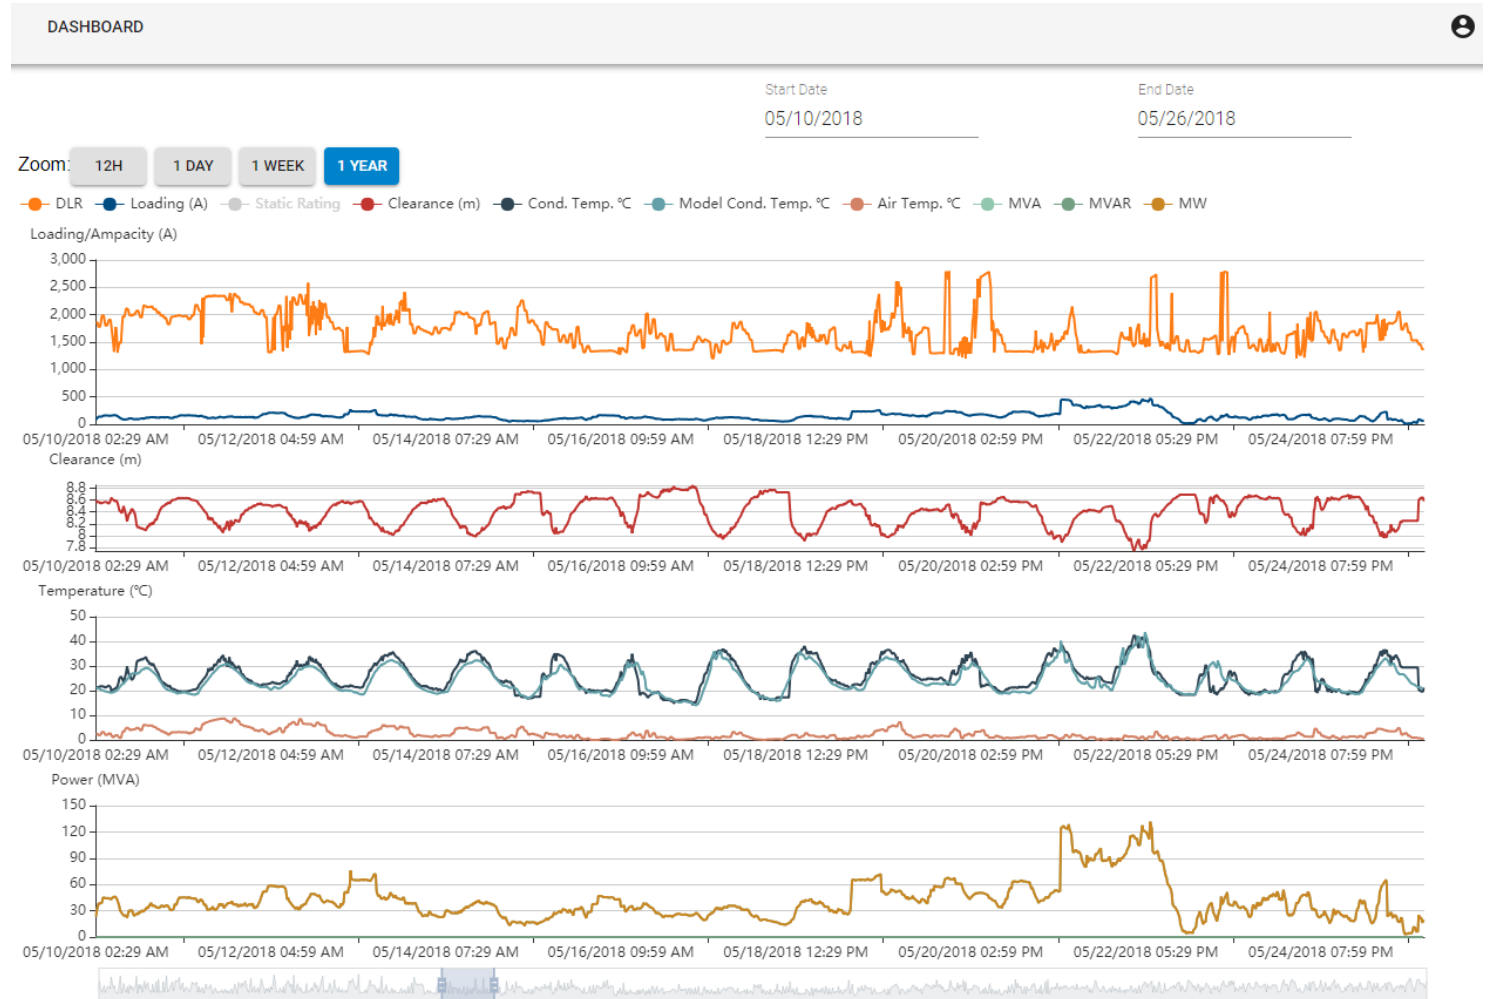 DASHBOARD
Start Date
End Date
05/10/2018
05/26/2018
Zoom: 12H 1 DAY 1 WEEK 1 YEAR
DLR Loading (A) Static Rating Clearance (m) Cond. Temp. ℃ Model Cond. Temp. ℃ Air Temp. ℃ MVA MVAR MW
Loading/Ampacity (A)
3,000
2,500
2,000
1,500
1,000
500
0
05/10/2018 02:29 AM 05/12/2018 04:59 AM 05/14/2018 07:29 AM 05/16/2018 09:59 AM 05/18/2018 12:29 PM 05/20/2018 02:59 PM 05/22/2018 05:29 PM 05/24/2018 07:59 PM
Clearance (m)
8.8
8.6
8.4
8.2
8
7.8
05/10/2018 02:29 AM 05/12/2018 04:59 AM 05/14/2018 07:29 AM 05/16/2018 09:59 AM 05/18/2018 12:29 PM 05/20/2018 02:59 PM 05/22/2018 05:29 PM 05/24/2018 07:59 PM
Temperature (℃)
50
40
30
20
10
0
05/10/2018 02:29 AM 05/12/2018 04:59 AM 05/14/2018 07:29 AM 05/16/2018 09:59 AM 05/18/2018 12:29 PM 05/20/2018 02:59 PM 05/22/2018 05:29 PM 05/24/2018 07:59 PM
Power (MVA)
150
120
90
60
30
0
05/10/2018 02:29 AM 05/12/2018 04:59 AM 05/14/2018 07:29 AM 05/16/2018 09:59 AM 05/18/2018 12:29 PM 05/20/2018 02:59 PM 05/22/2018 05:29 PM 05/24/2018 07:59 PM